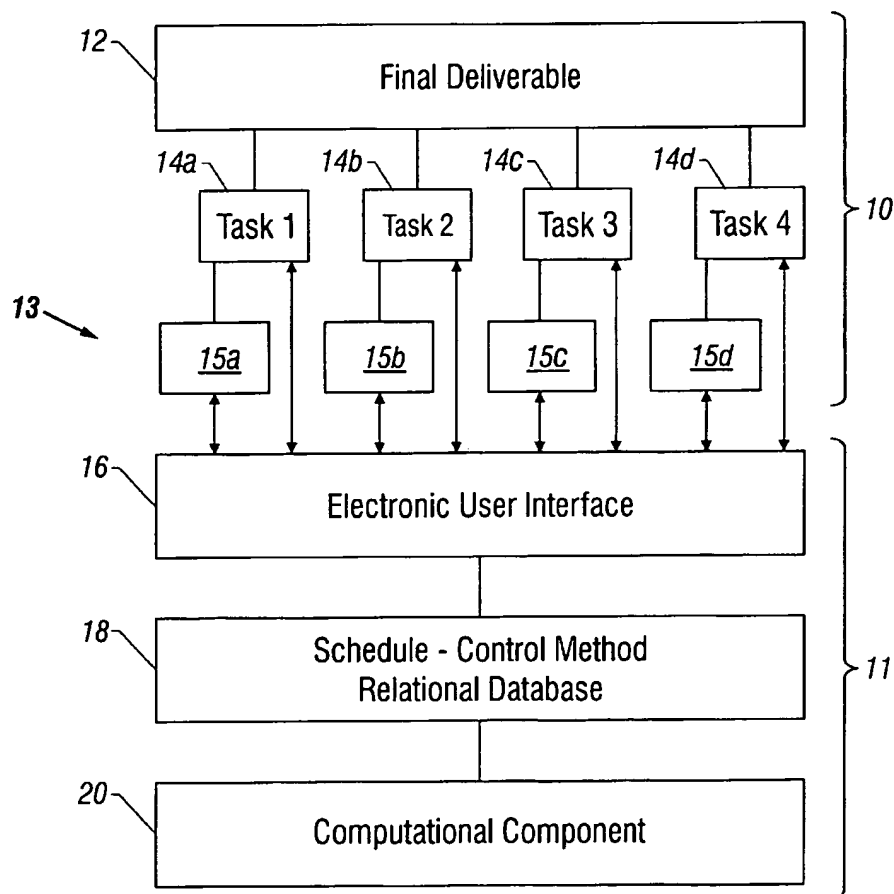 12
Final Deliverable
14a 14b 14c 14d
Task 1 Task 2 Task 3 Task 4
10
13
15a 15b 15c 15d
16
Electronic User Interface
18
Schedule - Control Method
Relational Database
11
20
Computational Component